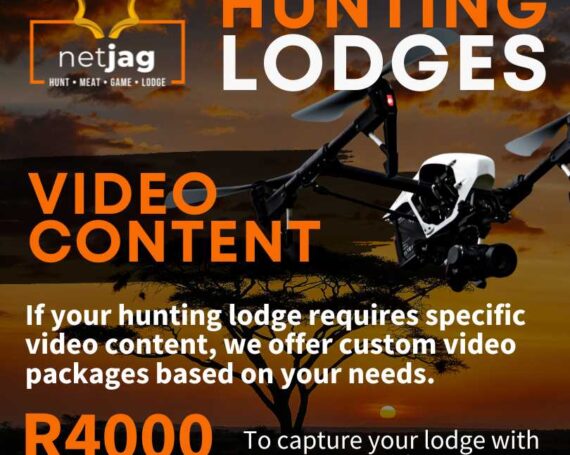 HUNTING
LODGES
netjag
HUNT • MEAT • GAME • LODGE
VIDEO
CONTENT
If your hunting lodge requires specific
video content, we offer custom video
packages based on your needs.
R4000
To capture your lodge with